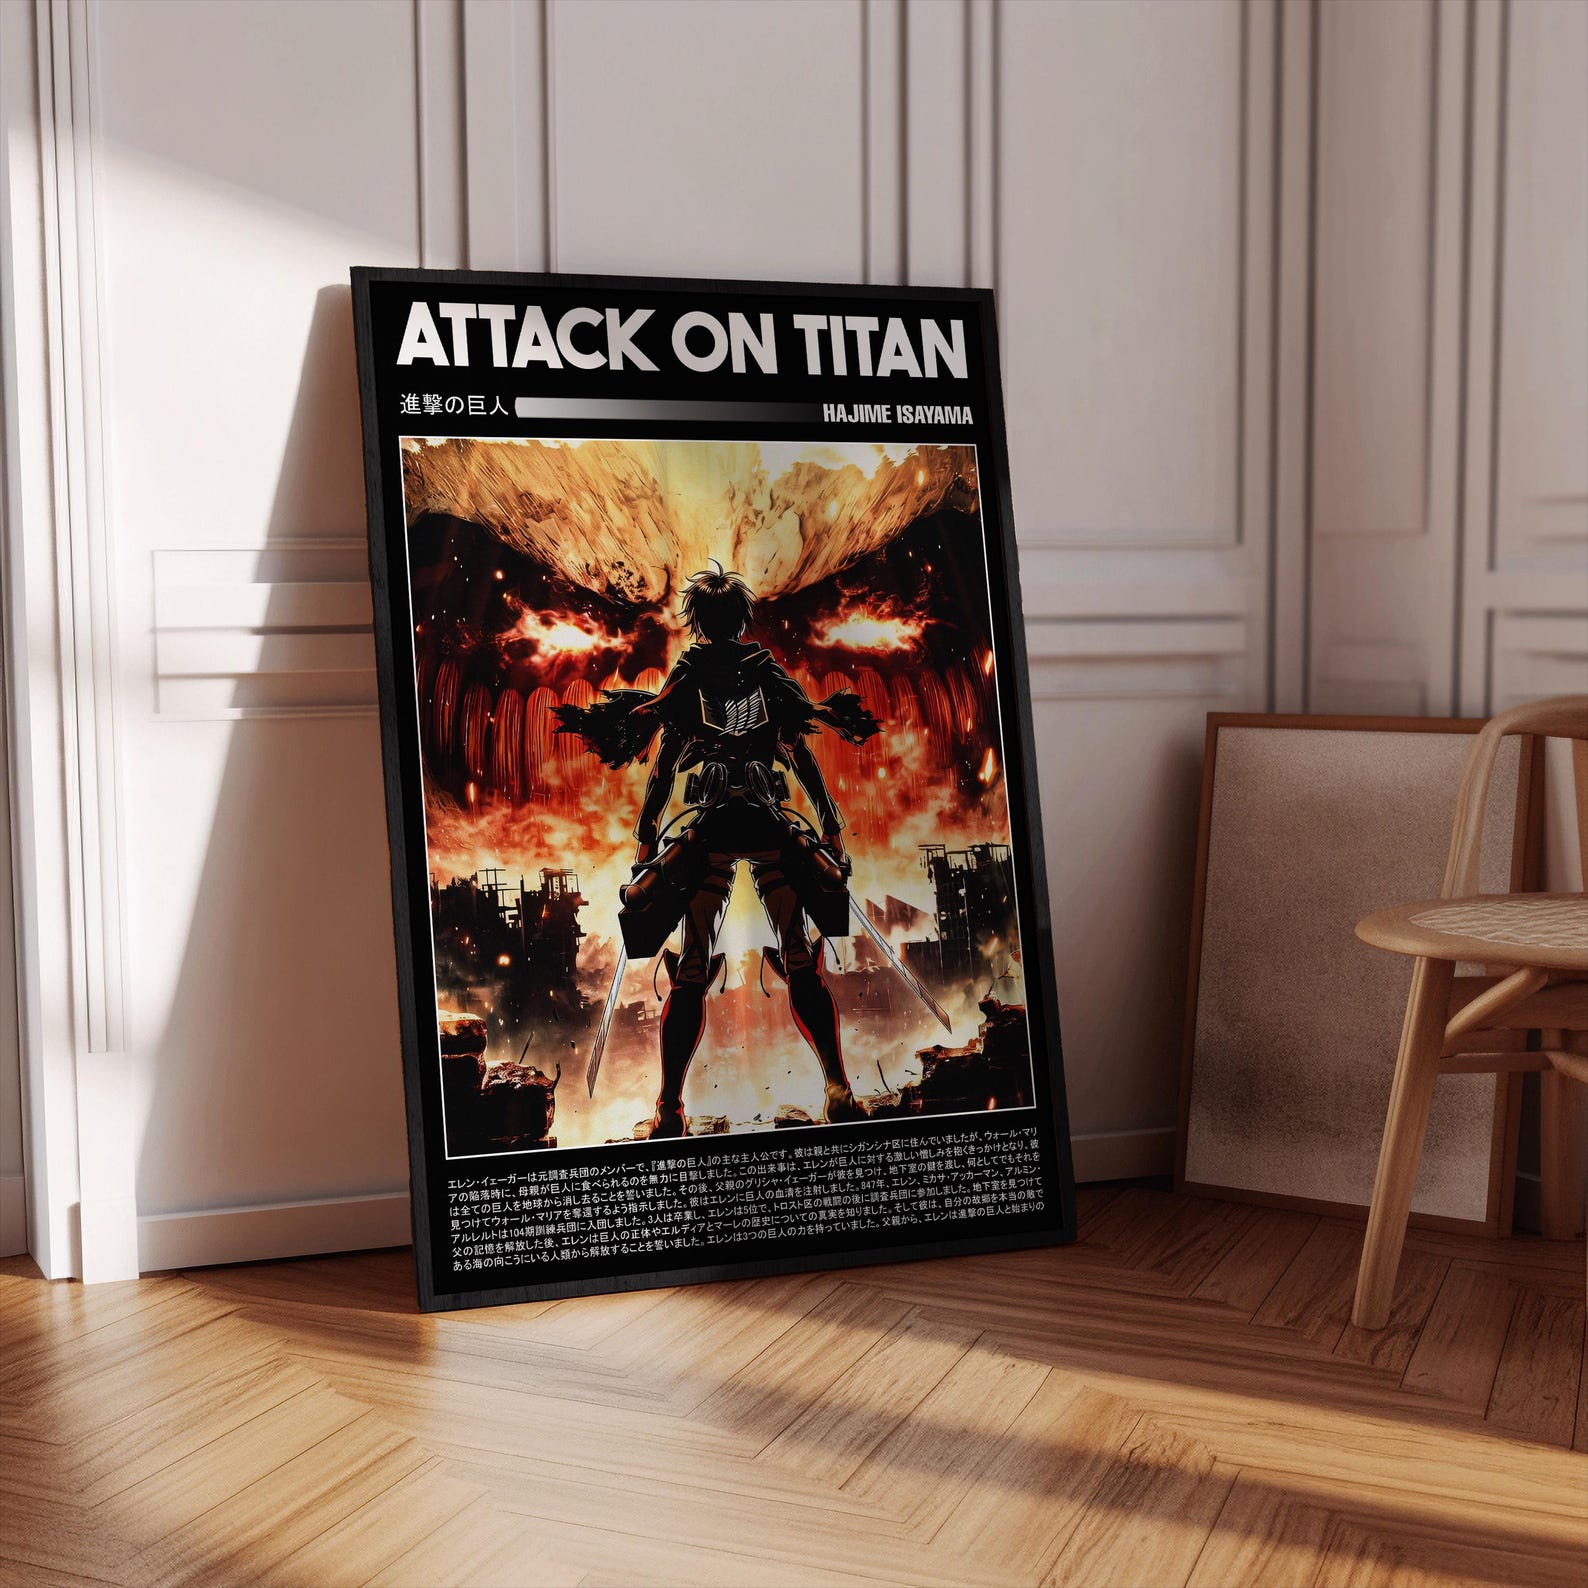 ATTACK ON TITAN
進撃の巨人
HAJIME ISAYAMA
エレン・イェーガーは元調査兵団のメンバーで、『進撃の巨人』の主な主人公です。彼は親と共にシガンシナ区に住んでいましたが、ウォール・マリ
アの陥落時に、母親が巨人に食べられるのを無力に目撃しました。この出来事は、エレンが巨人に対する激しい憎しみを抱くきっかけとなり、彼
は全ての巨人を地球から消し去ることを誓いました。その後、父親のグリシャ・イェーガーが彼を見つけ、地下室の鍵を渡し、何としてでもそれを
見つけてウォール・マリアを奪還するよう指示しました。彼はエレンに巨人の血清を注射しました。847年、エレン、ミカサ・アッカーマン、アルミン・
アルレルトは104期訓練兵団に入団しました。3人は卒業し、エレンは5位で、トロスト区の戦闘の後に調査兵団に参加しました。地下室を見つけて
父の記憶を解放した後、エレンは巨人の正体やエルディアとマーレの歴史についての真実を知りました。そして彼は、自分の故郷を本当の敵で
ある海の向こうにいる人類から解放することを誓いました。エレンは3つの巨人の力を持っていました。父親から、エレンは進撃の巨人と始まりの